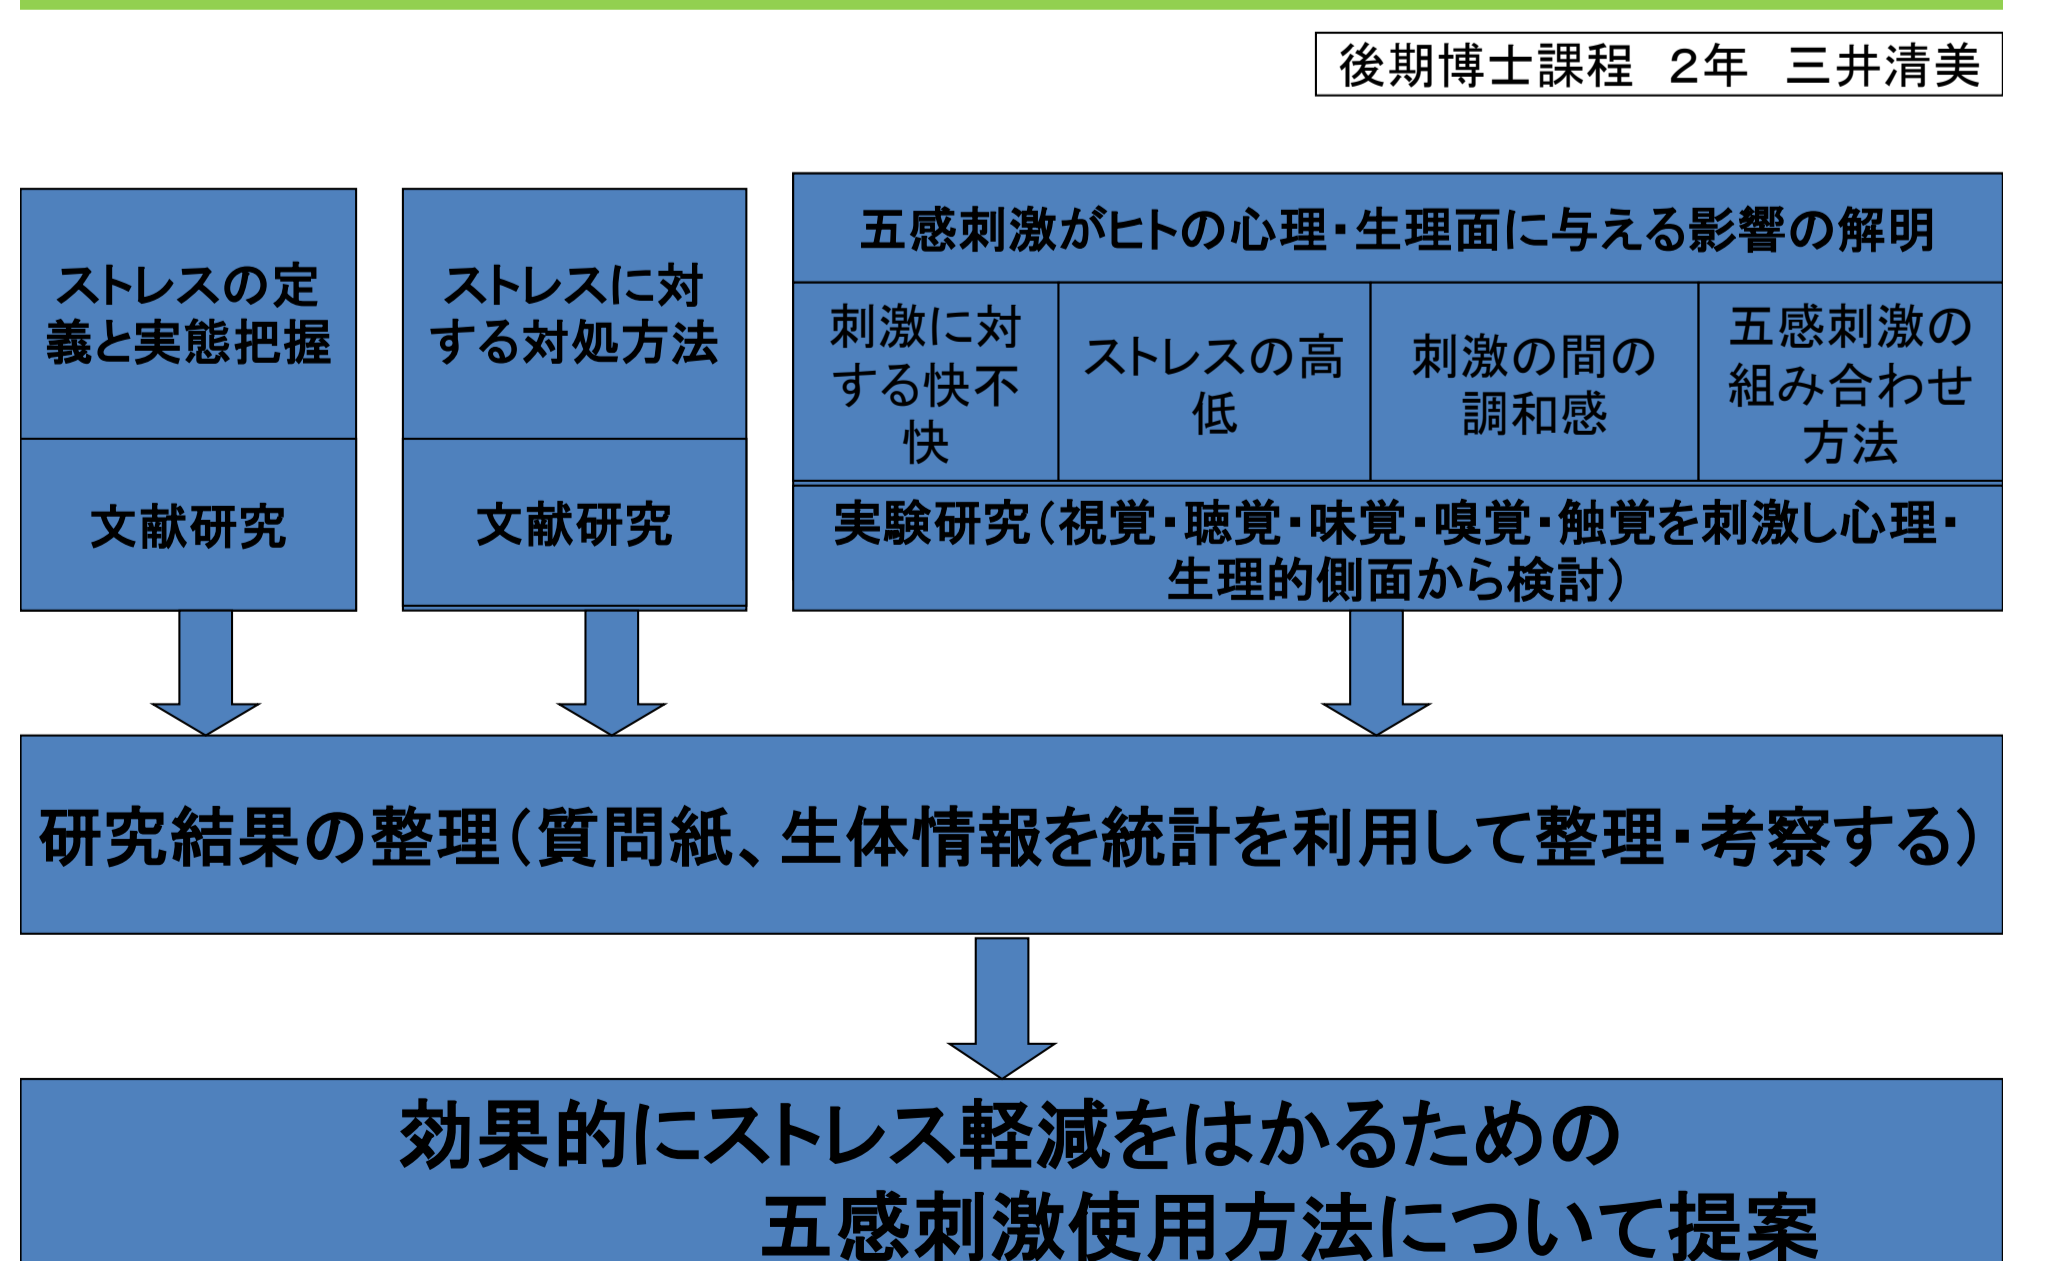 後期博士課程　２年　三井清美
ストレスの定
義と実態把握
文献研究
ストレスに対
する対処方法
文献研究
五感刺激がヒトの心理・生理面に与える影響の解明
刺激に対
する快不
快
ストレスの高
低
刺激の間の
調和感
五感刺激の
組み合わせ
方法
実験研究（視覚・聴覚・味覚・嗅覚・触覚を刺激し心理・
生理的側面から検討）
研究結果の整理（質問紙、生体情報を統計を利用して整理・考察する）
効果的にストレス軽減をはかるための
五感刺激使用方法について提案